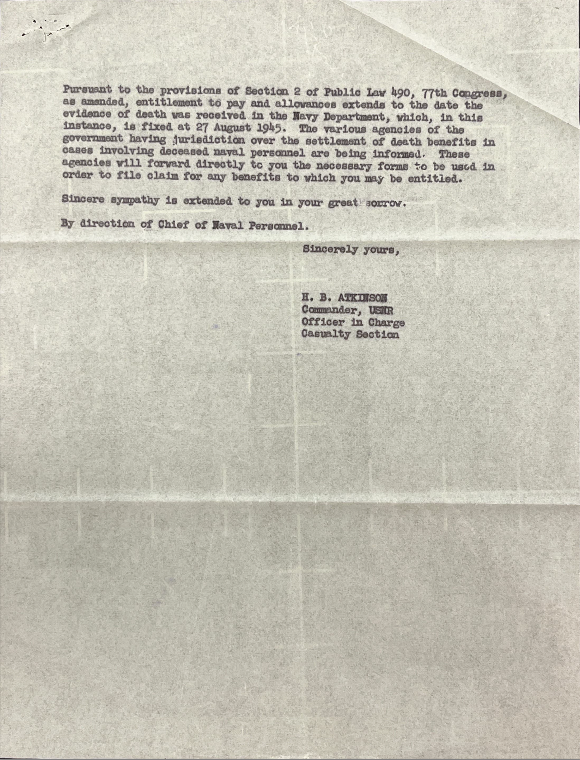 Pursuant to the provisions of Section 2 of Public Law 490, 77th Congress,
as amended, entitlement to pay and allowances extends to the date the
evidence of death was received in the Navy Department, which, in this
instance, is fixed at 27 August 1945. The various agencies of the
government having jurisdiction over the settlement of death benefits in
cases involving deceased naval personnel are being informed. These
agencies will forward directly to you the necessary forms to be used in
order to file claim for any benefits to which you may be entitled.
Sincere sympathy is extended to you in your great sorrow.
By direction of Chief of Naval Personnel.
Sincerely yours,
H. B. ATKINSON
Commander, USNR
Officer in Charge
Casualty Section